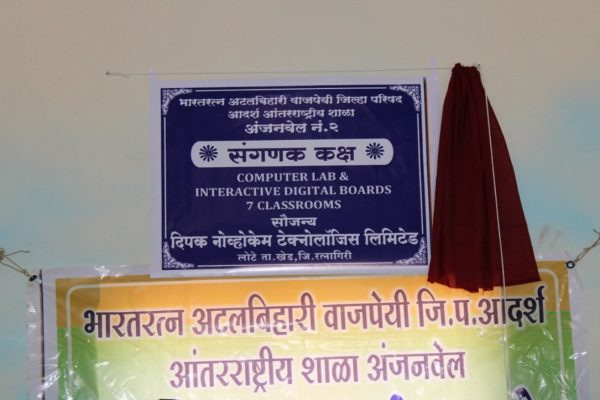 भारतरत्न अटलबिहारी वाजपेयी जिल्हा परिषद
आदर्श आंतरराष्ट्रीय शाळा
अंजनवेल नं.२
संगणक कक्ष
COMPUTER LAB &
INTERACTIVE DIGITAL BOARDS
7 CLASSROOMS
सौजन्य
दिपक नोव्होकेम टेक्नोलॉजिस लिमिटेड
लोटे ता.खेड,जि.रत्नागिरी
भारतरत्न अटलबिहारी वाजपेयी जि.प.आदर्श
आंतरराष्ट्रीय शाळा अंजनवेल